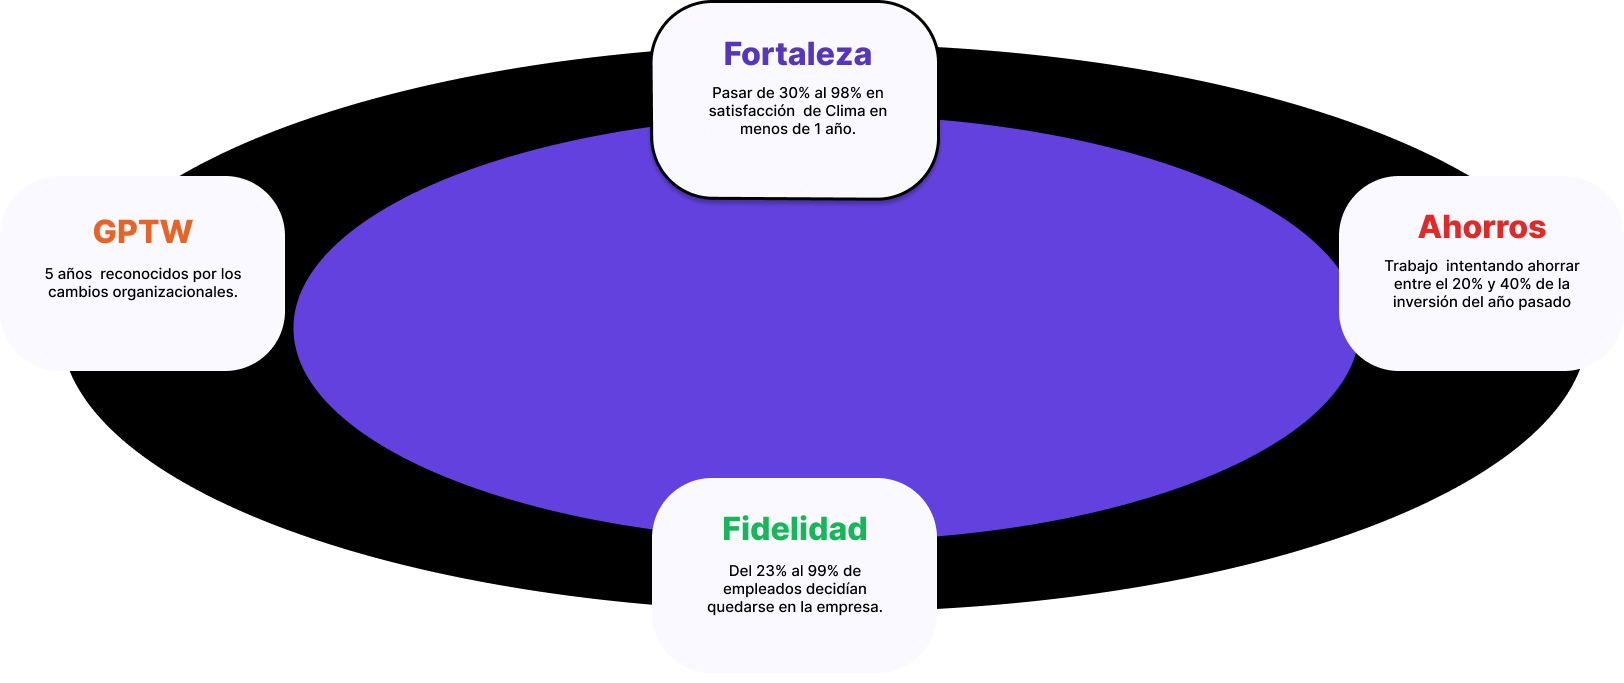 Fortaleza
Pasar de 30% al 98% en
satisfacción  de Clima en
menos de 1 año.
GPTW
5 años  reconocidos por los
cambios organizacionales.
Ahorros
Trabajo  intentando ahorrar
entre el 20% y 40% de la
inversión del año pasado
Fidelidad
Del 23% al 99% de
empleados decidían
quedarse en la empresa.